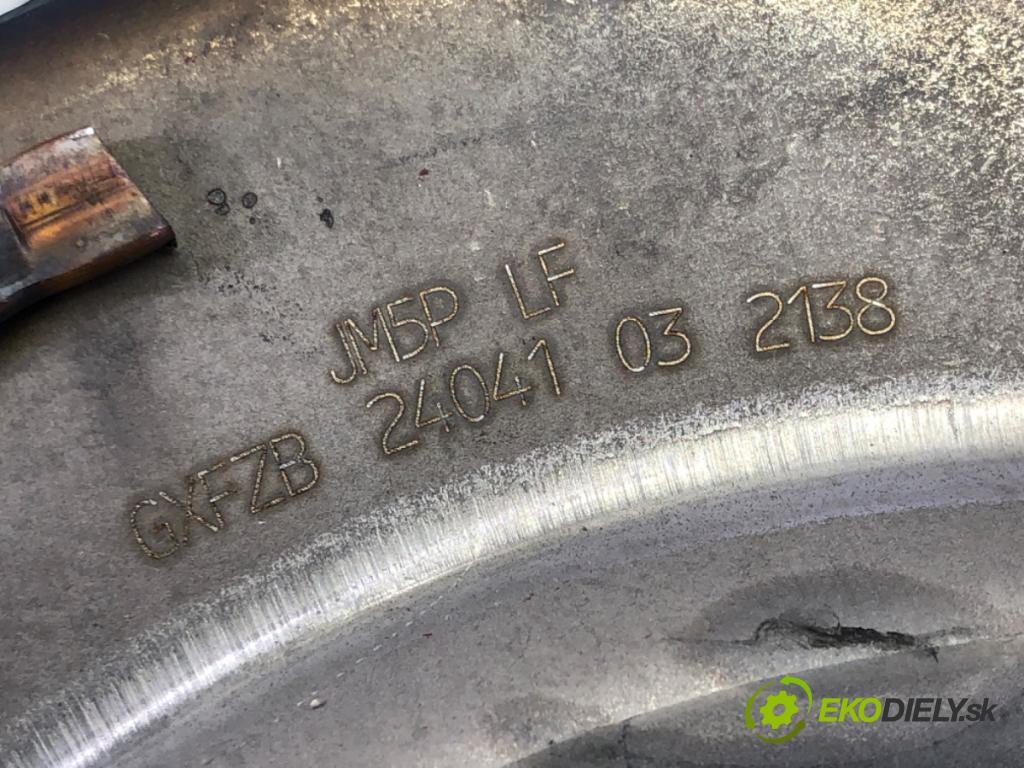 JM5P LF
GXFZB 24041 03 2138
EKODIELY.sk